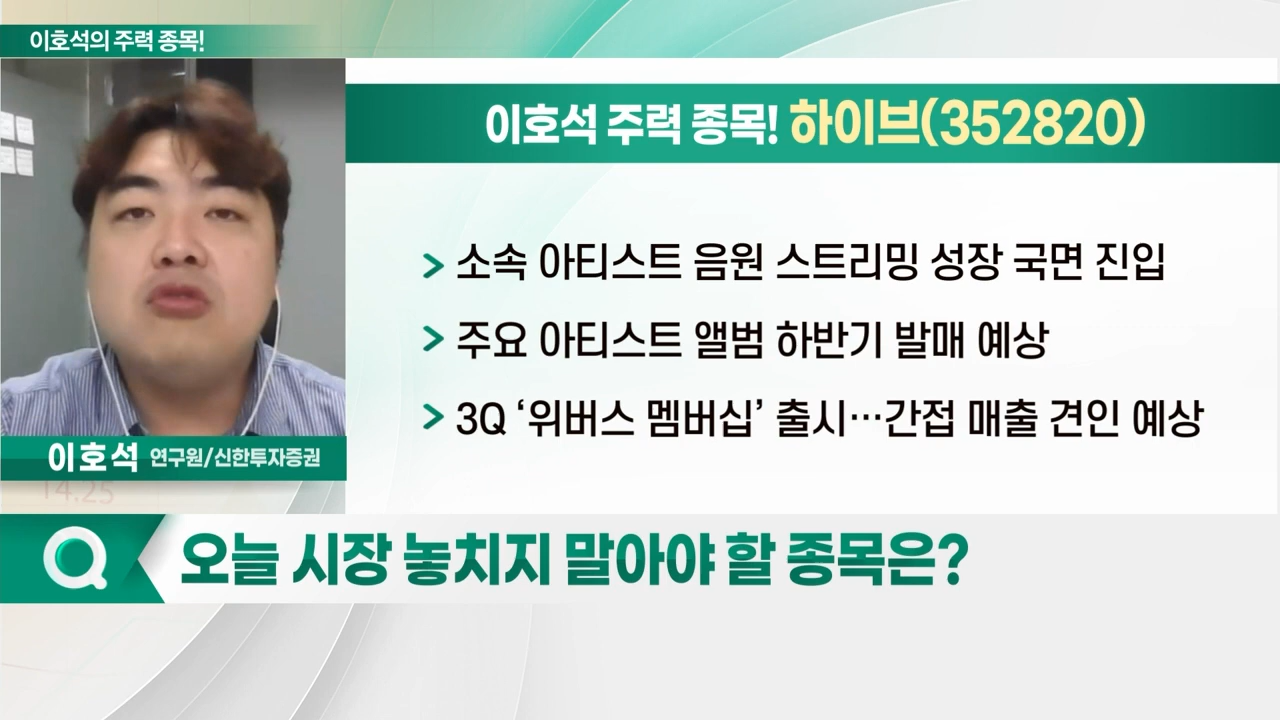 이호석의 주력 종목!
이호석 주력 종목! 하이브(352820)
> 소속 아티스트 음원 스트리밍 성장 국면 진입
> 주요 아티스트 앨범 하반기 발매 예상
> 3Q ‘위버스 멤버십’ 출시…간접 매출 견인 예상
이호석 연구원/신한투자증권
14.25
Q 오늘 시장 놓치지 말아야 할 종목은?